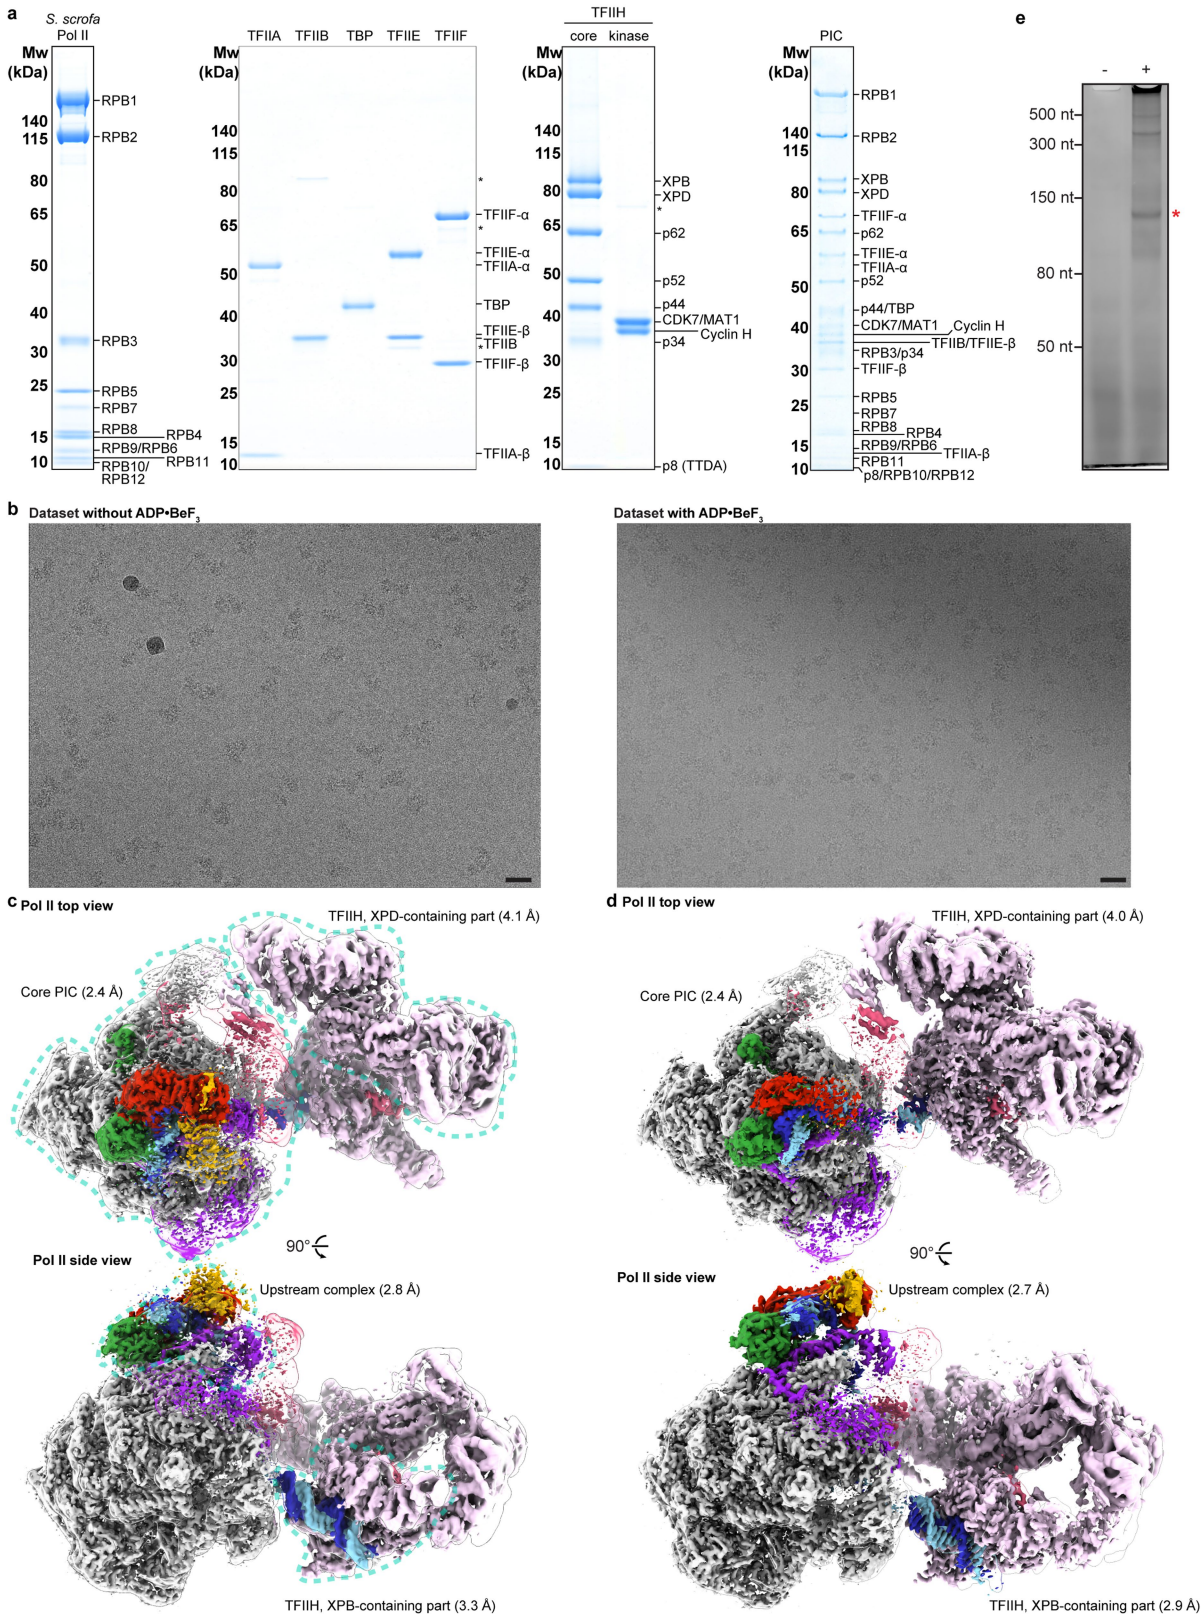 a
S. scrofa
Pol II
Mw
(kDa)
140
115
80
65
50
40
30
25
15
10
RPB1
RPB2
RPB3
RPB5
RPB7
RPB8
RPB4
RPB9/RPB6
RPB11
RPB10/
RPB12
TFIIA TFIIB TBP TFIIE TFIIF
Mw
(kDa)
140
115
80
65
50
40
30
25
15
10
*
TFIIF-α
*
TFIIE-α
TFIIA-α
TBP
TFIIE-β
TFIIB
*
TFIIF-β
TFIIA-β
TFIIH
core kinase
Mw
(kDa)
140
115
80
65
50
40
30
25
15
10
XPB
XPD
*
p62
p52
p44
CDK7/MAT1
Cyclin H
p34
p8 (TTDA)
PIC
Mw
(kDa)
140
115
80
65
50
40
30
25
15
10
RPB1
RPB2
XPB
XPD
TFIIF-α
p62
TFIIE-α
TFIIA-α
p52
p44/TBP
CDK7/MAT1 Cyclin H
TFIIB/TFIIE-β
RPB3/p34
TFIIF-β
RPB5
RPB7
RPB8
RPB4
RPB9/RPB6
TFIIA-β
RPB11
p8/RPB10/RPB12
e
- +
500 nt
300 nt
150 nt
*
80 nt
50 nt
b Dataset without ADP•BeF₃
Dataset with ADP•BeF₃
c Pol II top view
TFIIH, XPD-containing part (4.1 Å)
Core PIC (2.4 Å)
90°
Pol II side view
Upstream complex (2.8 Å)
TFIIH, XPB-containing part (3.3 Å)
d Pol II top view
TFIIH, XPD-containing part (4.0 Å)
Core PIC (2.4 Å)
90°
Pol II side view
Upstream complex (2.7 Å)
TFIIH, XPB-containing part (2.9 Å)